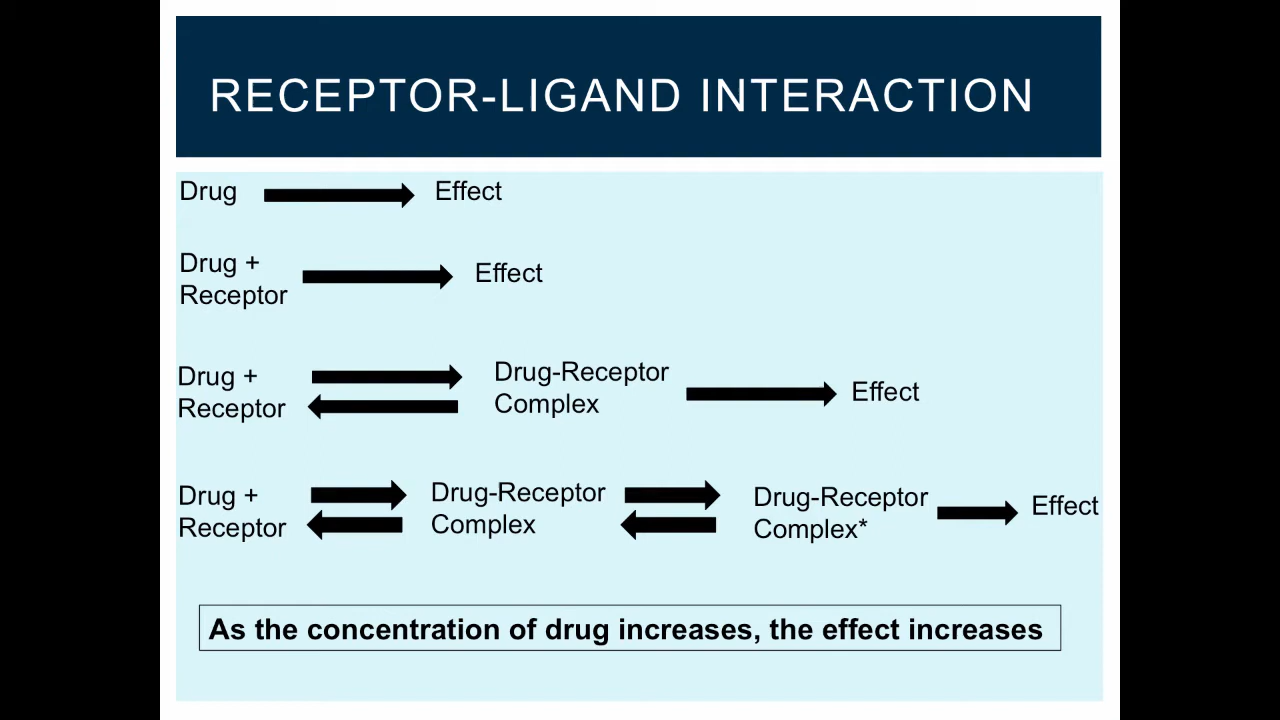 RECEPTOR-LIGAND INTERACTION
Drug Effect
Drug +
Receptor
Effect
Drug +
Receptor
Drug-Receptor
Complex
Effect
Drug +
Receptor
Drug-Receptor
Complex
Drug-Receptor
Complex*
Effect
As the concentration of drug increases, the effect increases